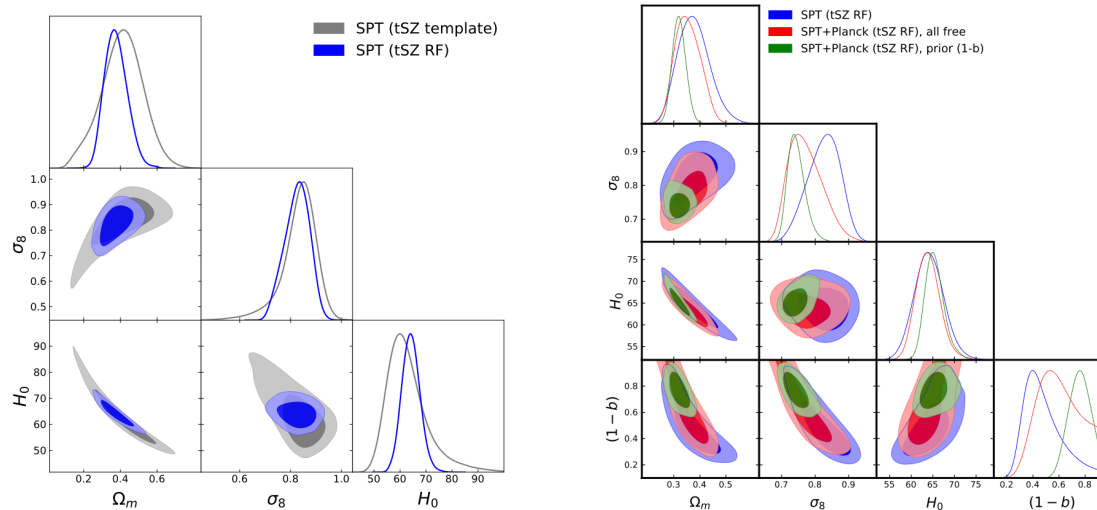 SPT (tSZ template)
SPT (tSZ RF)
1.0
0.9
σ8
0.8
0.7
0.6
0.5
90
80
H0
70
60
50
0.2 0.4 0.6
Ωm
0.6 0.8 1.0
σ8
60 70 80 90
H0
SPT (tSZ RF)
SPT+Planck (tSZ RF), all free
SPT+Planck (tSZ RF), prior (1-b)
0.9
σ8
0.8
0.7
75
70
H0
65
60
55
0.8
(1 − b)
0.6
0.4
0.2
0.3 0.4 0.5
Ωm
0.7 0.8 0.9
σ8
55 60 65 70 75
H0
0.2 0.4 0.6 0.8
(1 − b)